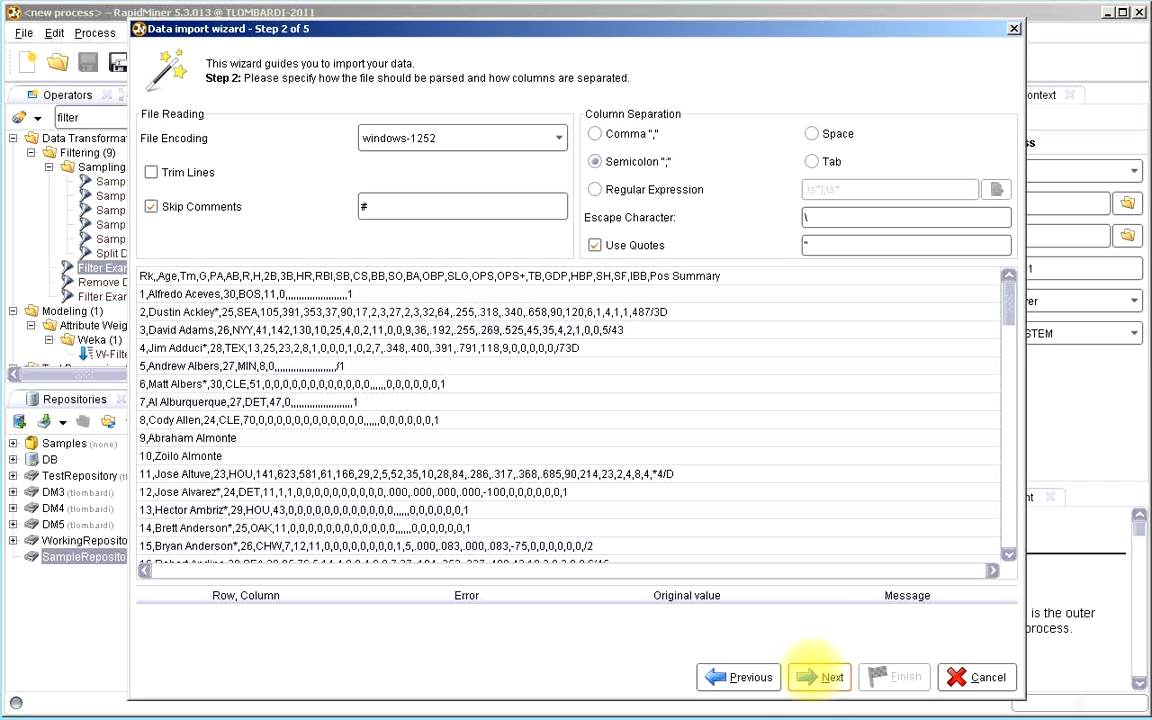 <new process> – RapidMiner 5.3.013 @ TLOMBARDI-2011
File Edit Process
Data import wizard - Step 2 of 5
This wizard guides you to import your data.
Step 2: Please specify how the file should be parsed and how columns are separated.
Operators
filter
Data Transforma
Filtering (9)
Sampling
Samp
Samp
Samp
Samp
Samp
Split D
Filter Exar
Remove D
Filter Exar
Modeling (1)
Attribute Weig
Weka (1)
W-Filte
Repositories
Samples (none)
DB
TestRepository
DM3 (tlombardi)
DM4 (tlombardi)
DM5 (tlombardi)
WorkingReposito
SampleReposito
File Reading
File Encoding
windows-1252
Trim Lines
Skip Comments
#
Column Separation
Comma ","
Space
Semicolon ";"
Tab
Regular Expression
Escape Character:
\
Use Quotes
"
Rk,,Age,Tm,G,PA,AB,R,H,2B,3B,HR,RBI,SB,CS,BB,SO,BA,OBP,SLG,OPS,OPS+,TB,GDP,HBP,SH,SF,IBB,Pos Summary
1,Alfredo Aceves,30,BOS,11,0,,,,,,,,,,,,,,,,,,,,,,1
2,Dustin Ackley*,25,SEA,105,391,353,37,90,17,2,3,27,2,3,32,64,.255,.318,.340,.658,90,120,6,1,4,1,1,487/3D
3,David Adams,26,NYY,41,142,130,10,25,4,0,2,11,0,0,9,36,.192,.255,.269,.525,45,35,4,2,1,0,0,5/43
4,Jim Adduci*,28,TEX,13,25,23,2,8,1,0,0,0,1,0,2,7,.348,.400,.391,.791,118,9,0,0,0,0,0,/73D
5,Andrew Albers,27,MIN,8,0,,,,,,,,,,,,,,,,,,,,,,/1
6,Matt Albers*,30,CLE,51,0,0,0,0,0,0,0,0,0,0,0,0,,,,,,0,0,0,0,0,0,1
7,Al Alburquerque,27,DET,47,0,,,,,,,,,,,,,,,,,,,,,,1
8,Cody Allen,24,CLE,70,0,0,0,0,0,0,0,0,0,0,0,0,,,,,,0,0,0,0,0,0,1
9,Abraham Almonte
10,Zoilo Almonte
11,Jose Altuve,23,HOU,141,623,581,61,166,29,2,5,52,35,10,28,84,.286,.317,.368,.685,90,214,23,2,4,8,4,*4/D
12,Jose Alvarez*,24,DET,11,1,1,0,0,0,0,0,0,0,0,0,0,.000,.000,.000,.000,-100,0,0,0,0,0,0,1
13,Hector Ambriz*,29,HOU,43,0,0,0,0,0,0,0,0,0,0,0,0,,,,,,0,0,0,0,0,0,1
14,Brett Anderson*,25,OAK,11,0,0,0,0,0,0,0,0,0,0,0,0,,,,,,0,0,0,0,0,0,1
15,Bryan Anderson*,26,CHW,7,12,11,0,0,0,0,0,0,0,0,1,5,.000,.083,.000,.083,-75,0,0,0,0,0,0,/2
Row, Column Error Original value Message
Previous Next Finish Cancel
ontext
ss
1
er
STEM
nt
is the outer
process.